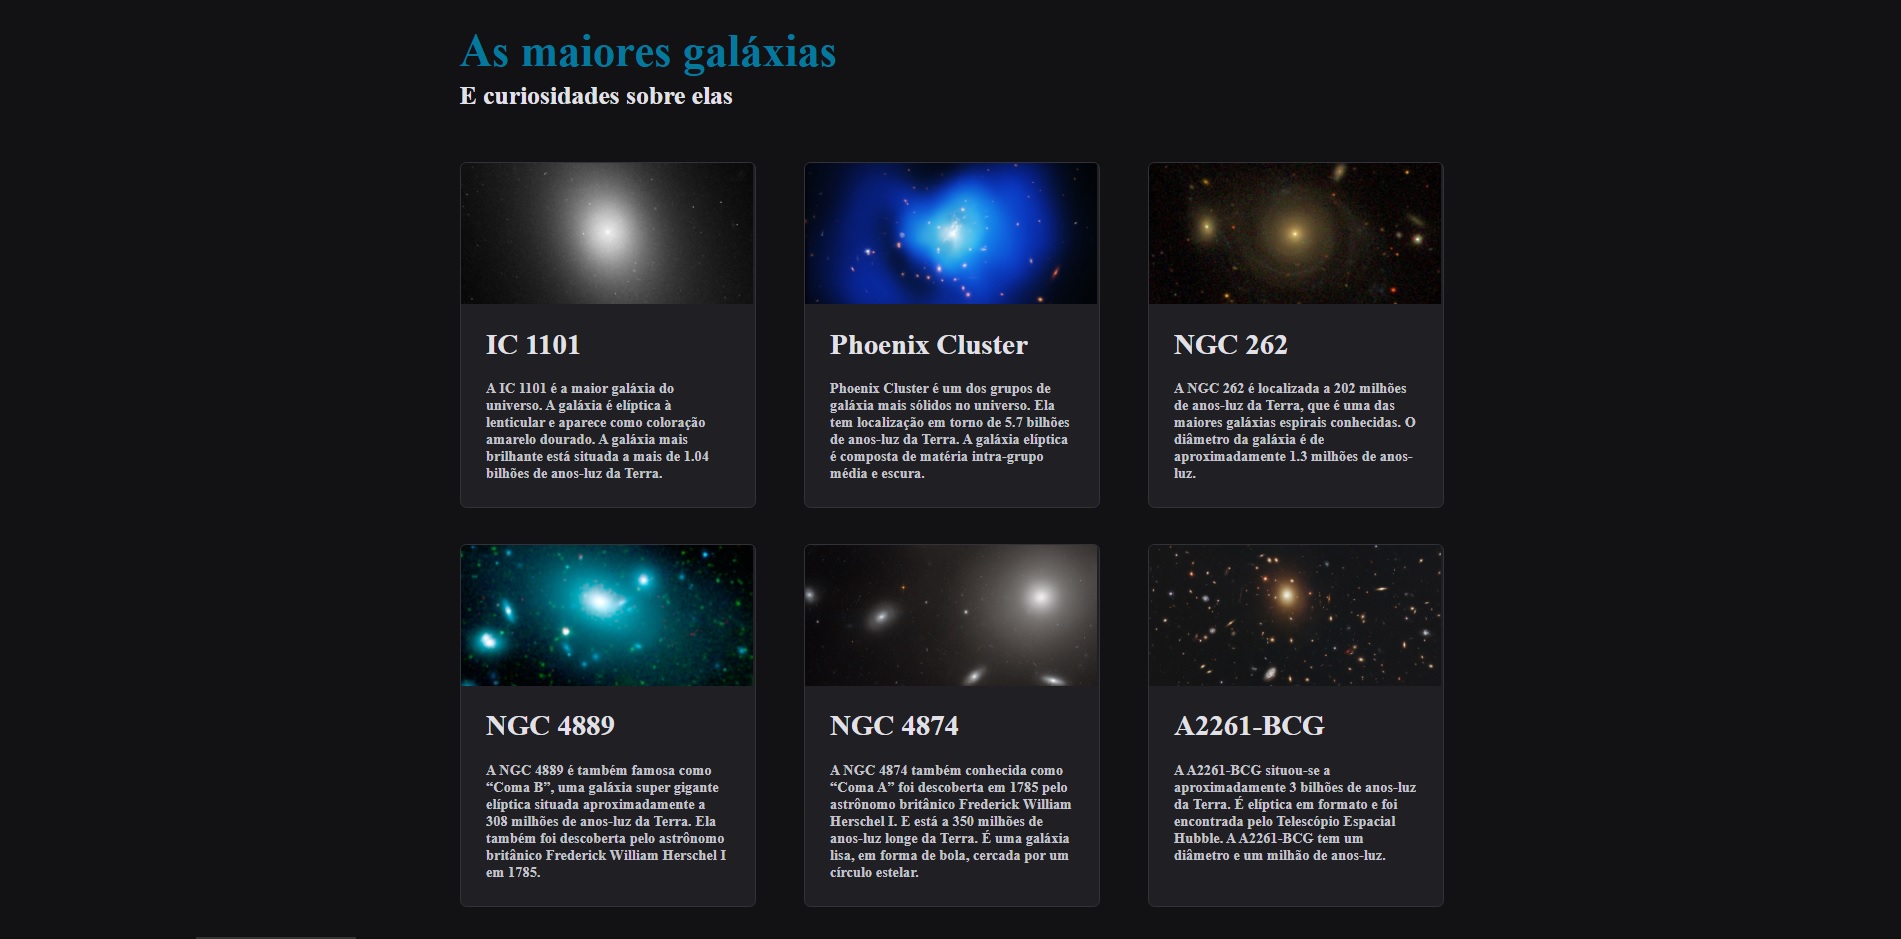 As maiores galáxias
E curiosidades sobre elas
IC 1101
A IC 1101 é a maior galáxia do
universo. A galáxia é elíptica à
lenticular e aparece como coloração
amarelo dourado. A galáxia mais
brilhante está situada a mais de 1.04
bilhões de anos-luz da Terra.
Phoenix Cluster
Phoenix Cluster é um dos grupos de
galáxia mais sólidos no universo. Ela
tem localização em torno de 5.7 bilhões
de anos-luz da Terra. A galáxia elíptica
é composta de matéria intra-grupo
média e escura.
NGC 262
A NGC 262 é localizada a 202 milhões
de anos-luz da Terra, que é uma das
maiores galáxias espirais conhecidas. O
diâmetro da galáxia é de
aproximadamente 1.3 milhões de anos-
luz.
NGC 4889
A NGC 4889 é também famosa como
“Coma B”, uma galáxia super gigante
elíptica situada aproximadamente a
308 milhões de anos-luz da Terra. Ela
também foi descoberta pelo astrônomo
britânico Frederick William Herschel I
em 1785.
NGC 4874
A NGC 4874 também conhecida como
“Coma A” foi descoberta em 1785 pelo
astrônomo britânico Frederick William
Herschel I. E está a 350 milhões de
anos-luz longe da Terra. É uma galáxia
lisa, em forma de bola, cercada por um
círculo estelar.
A2261-BCG
A A2261-BCG situou-se a
aproximadamente 3 bilhões de anos-luz
da Terra. É elíptica em formato e foi
encontrada pelo Telescópio Espacial
Hubble. A A2261-BCG tem um
diâmetro e um milhão de anos-luz.